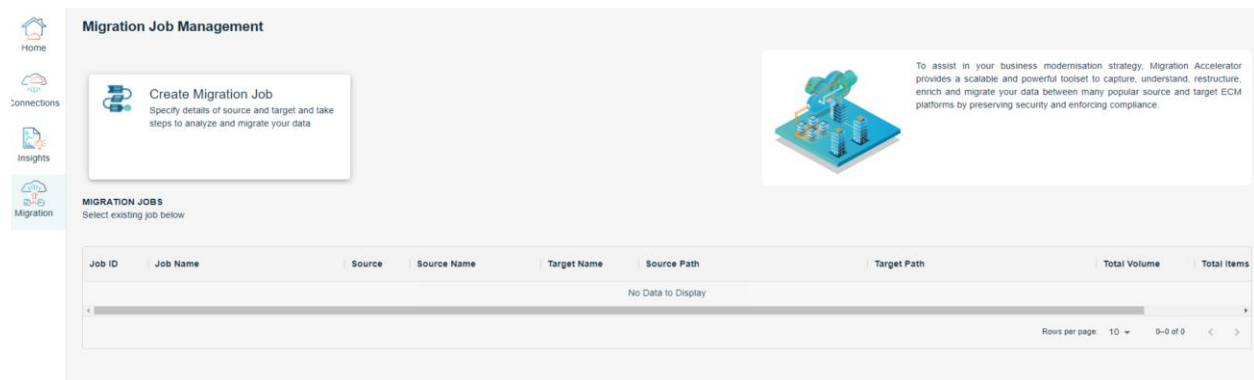 Migration Job Management
Home
Connections
Insights
Migration
Create Migration Job
Specify details of source and target and take
steps to analyze and migrate your data
To assist in your business modernisation strategy, Migration Accelerator
provides a scalable and powerful toolset to capture, understand, restructure,
enrich and migrate your data between many popular source and target ECM
platforms by preserving security and enforcing compliance.
MIGRATION JOBS
Select existing job below
Job ID Job Name Source Source Name Target Name Source Path Target Path Total Volume Total Items
No Data to Display
Rows per page: 10 0–0 of 0